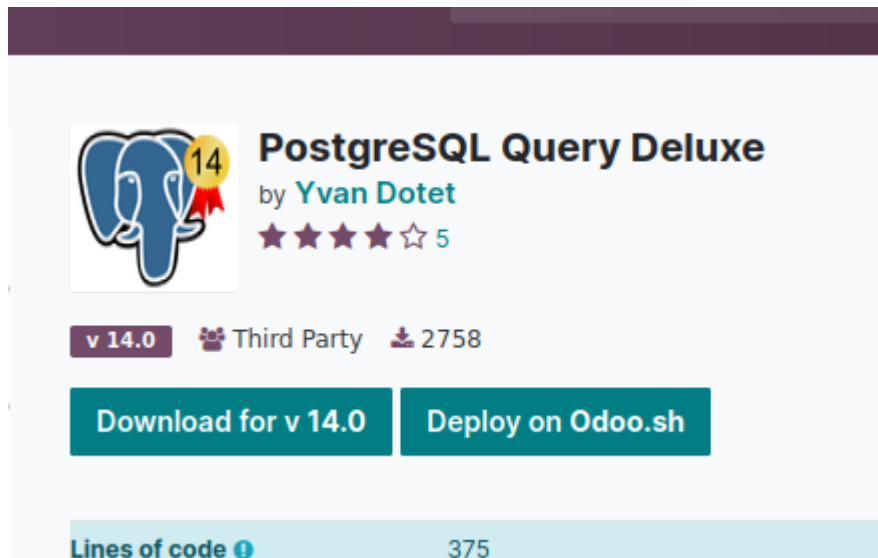 14
PostgreSQL Query Deluxe
by Yvan Dotet
5
v 14.0 Third Party 2758
Download for v 14.0 Deploy on Odoo.sh
Lines of code 375